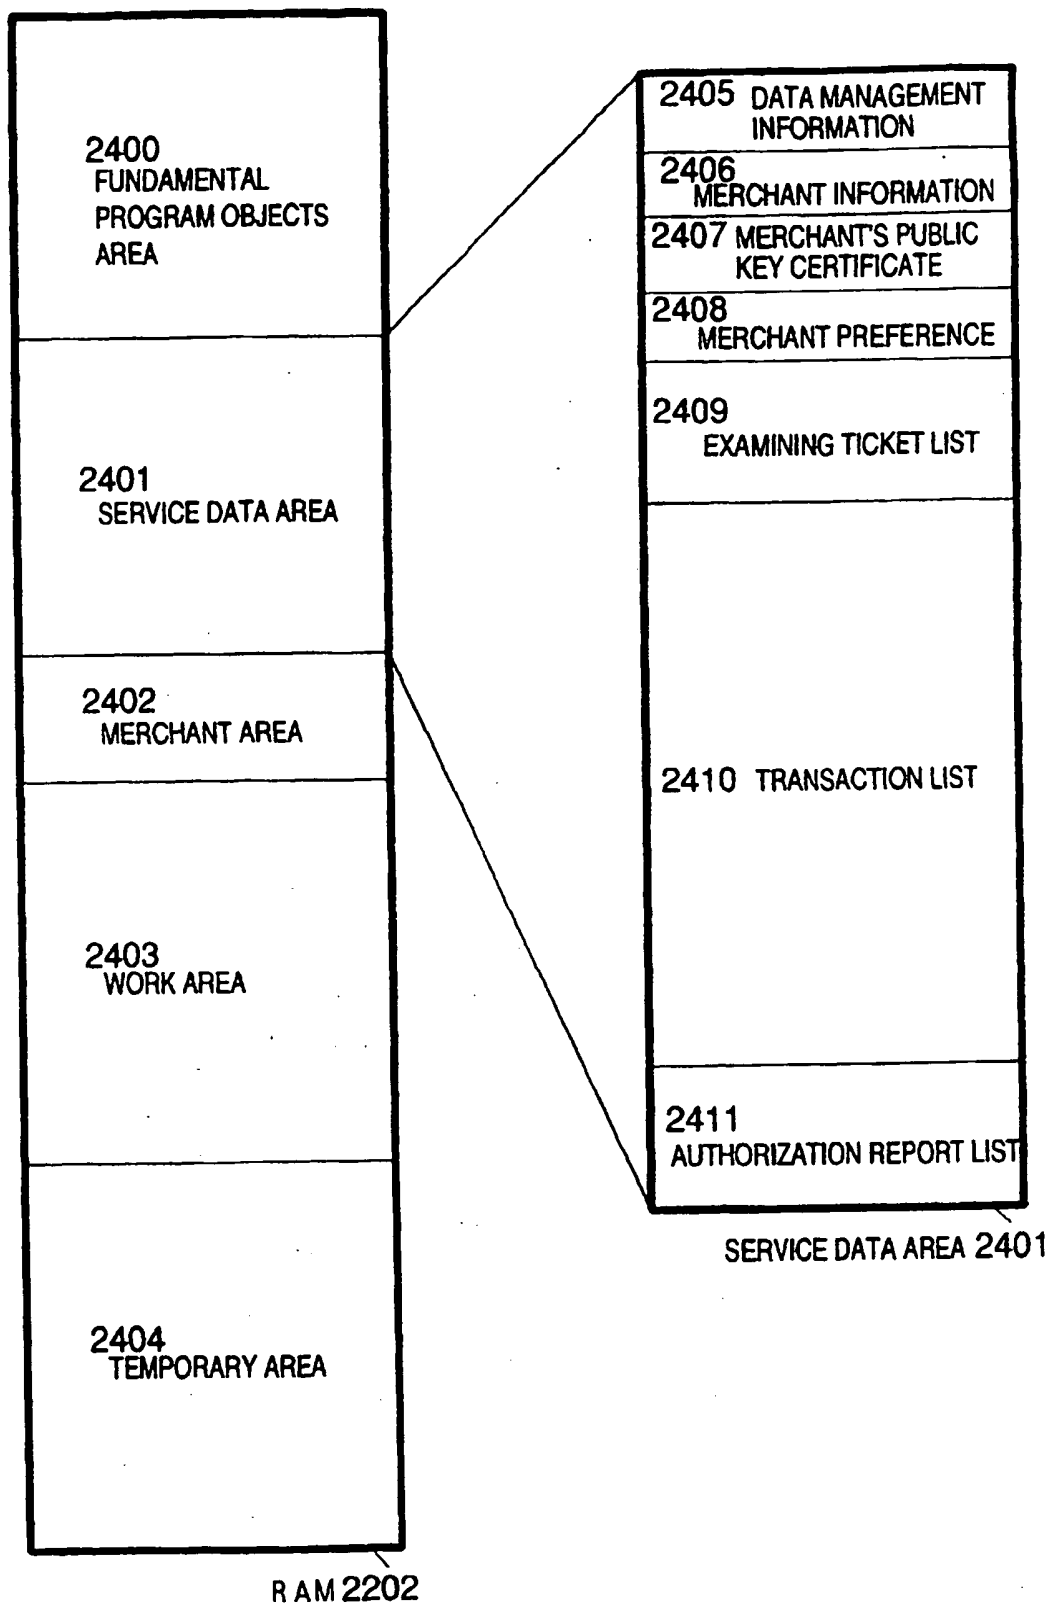 2400
FUNDAMENTAL
PROGRAM OBJECTS
AREA
2401
SERVICE DATA AREA
2402
MERCHANT AREA
2403
WORK AREA
2404
TEMPORARY AREA
RAM 2202
2405 DATA MANAGEMENT
INFORMATION
2406
MERCHANT INFORMATION
2407 MERCHANT'S PUBLIC
KEY CERTIFICATE
2408
MERCHANT PREFERENCE
2409
EXAMINING TICKET LIST
2410 TRANSACTION LIST
2411
AUTHORIZATION REPORT LIST
SERVICE DATA AREA 2401